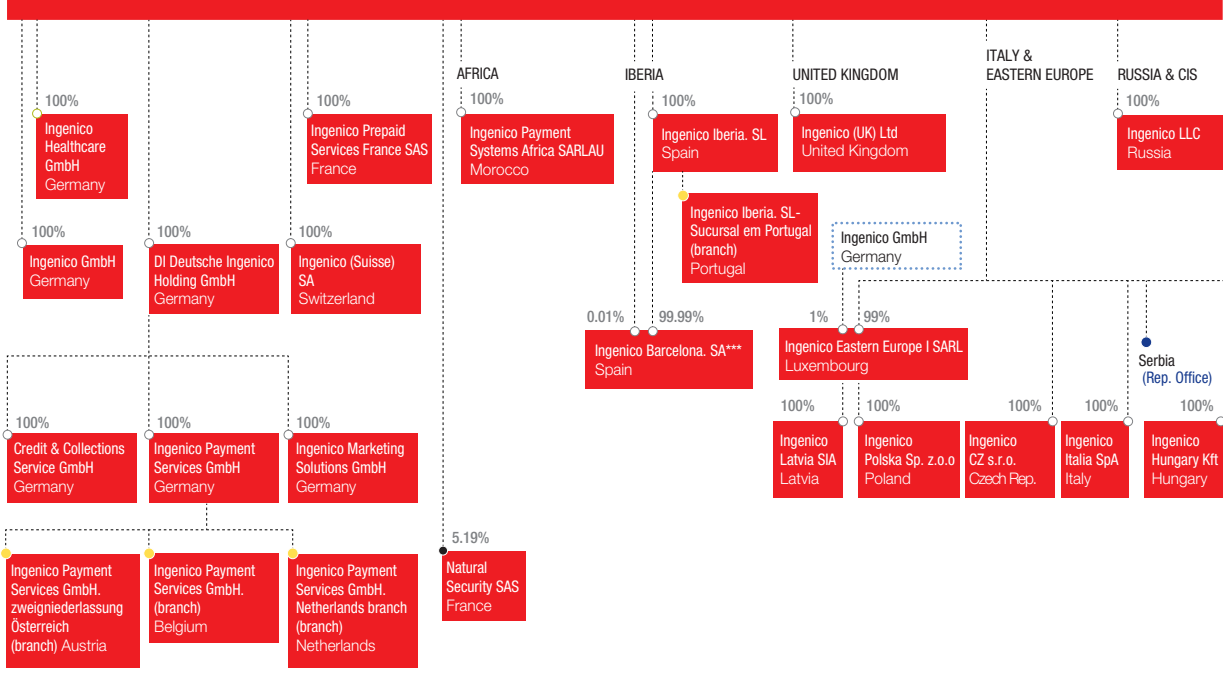 AFRICA
IBERIA
UNITED KINGDOM
ITALY &
EASTERN EUROPE
RUSSIA & CIS
100%
Ingenico
Healthcare
GmbH
Germany
100%
Ingenico Prepaid
Services France SAS
France
100%
Ingenico Payment
Systems Africa SARLAU
Morocco
100%
Ingenico Iberia. SL
Spain
100%
Ingenico (UK) Ltd
United Kingdom
100%
Ingenico LLC
Russia
Ingenico Iberia. SL-
Sucursal em Portugal
(branch)
Portugal
Ingenico GmbH
Germany
100%
Ingenico GmbH
Germany
100%
DI Deutsche Ingenico
Holding GmbH
Germany
100%
Ingenico (Suisse)
SA
Switzerland
0.01%
99.99%
Ingenico Barcelona. SA***
Spain
1%
99%
Ingenico Eastern Europe I SARL
Luxembourg
Serbia
(Rep. Office)
100%
Credit & Collections
Service GmbH
Germany
100%
Ingenico Payment
Services GmbH
Germany
100%
Ingenico Marketing
Solutions GmbH
Germany
100%
Ingenico
Latvia SIA
Latvia
100%
Ingenico
Polska Sp. z.o.o
Poland
100%
Ingenico
CZ s.r.o.
Czech Rep.
100%
Ingenico
Italia SpA
Italy
100%
Ingenico
Hungary Kft
Hungary
Ingenico Payment
Services GmbH.
zweigniederlassung
Österreich
(branch) Austria
Ingenico Payment
Services GmbH.
(branch)
Belgium
Ingenico Payment
Services GmbH.
Netherlands branch
(branch)
Netherlands
5.19%
Natural
Security SAS
France